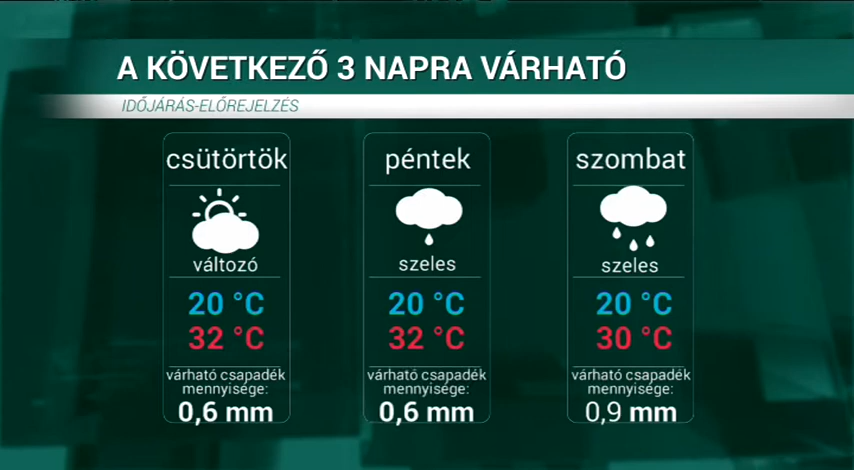 A KÖVETKEZŐ 3 NAPRA VÁRHATÓ
IDŐJÁRÁS-ELŐREJELZÉS
csütörtök
változó
20 °C
32 °C
várható csapadék
mennyisége:
0,6 mm
péntek
szeles
20 °C
32 °C
várható csapadék
mennyisége:
0,6 mm
szombat
szeles
20 °C
30 °C
várható csapadék
mennyisége:
0,9 mm